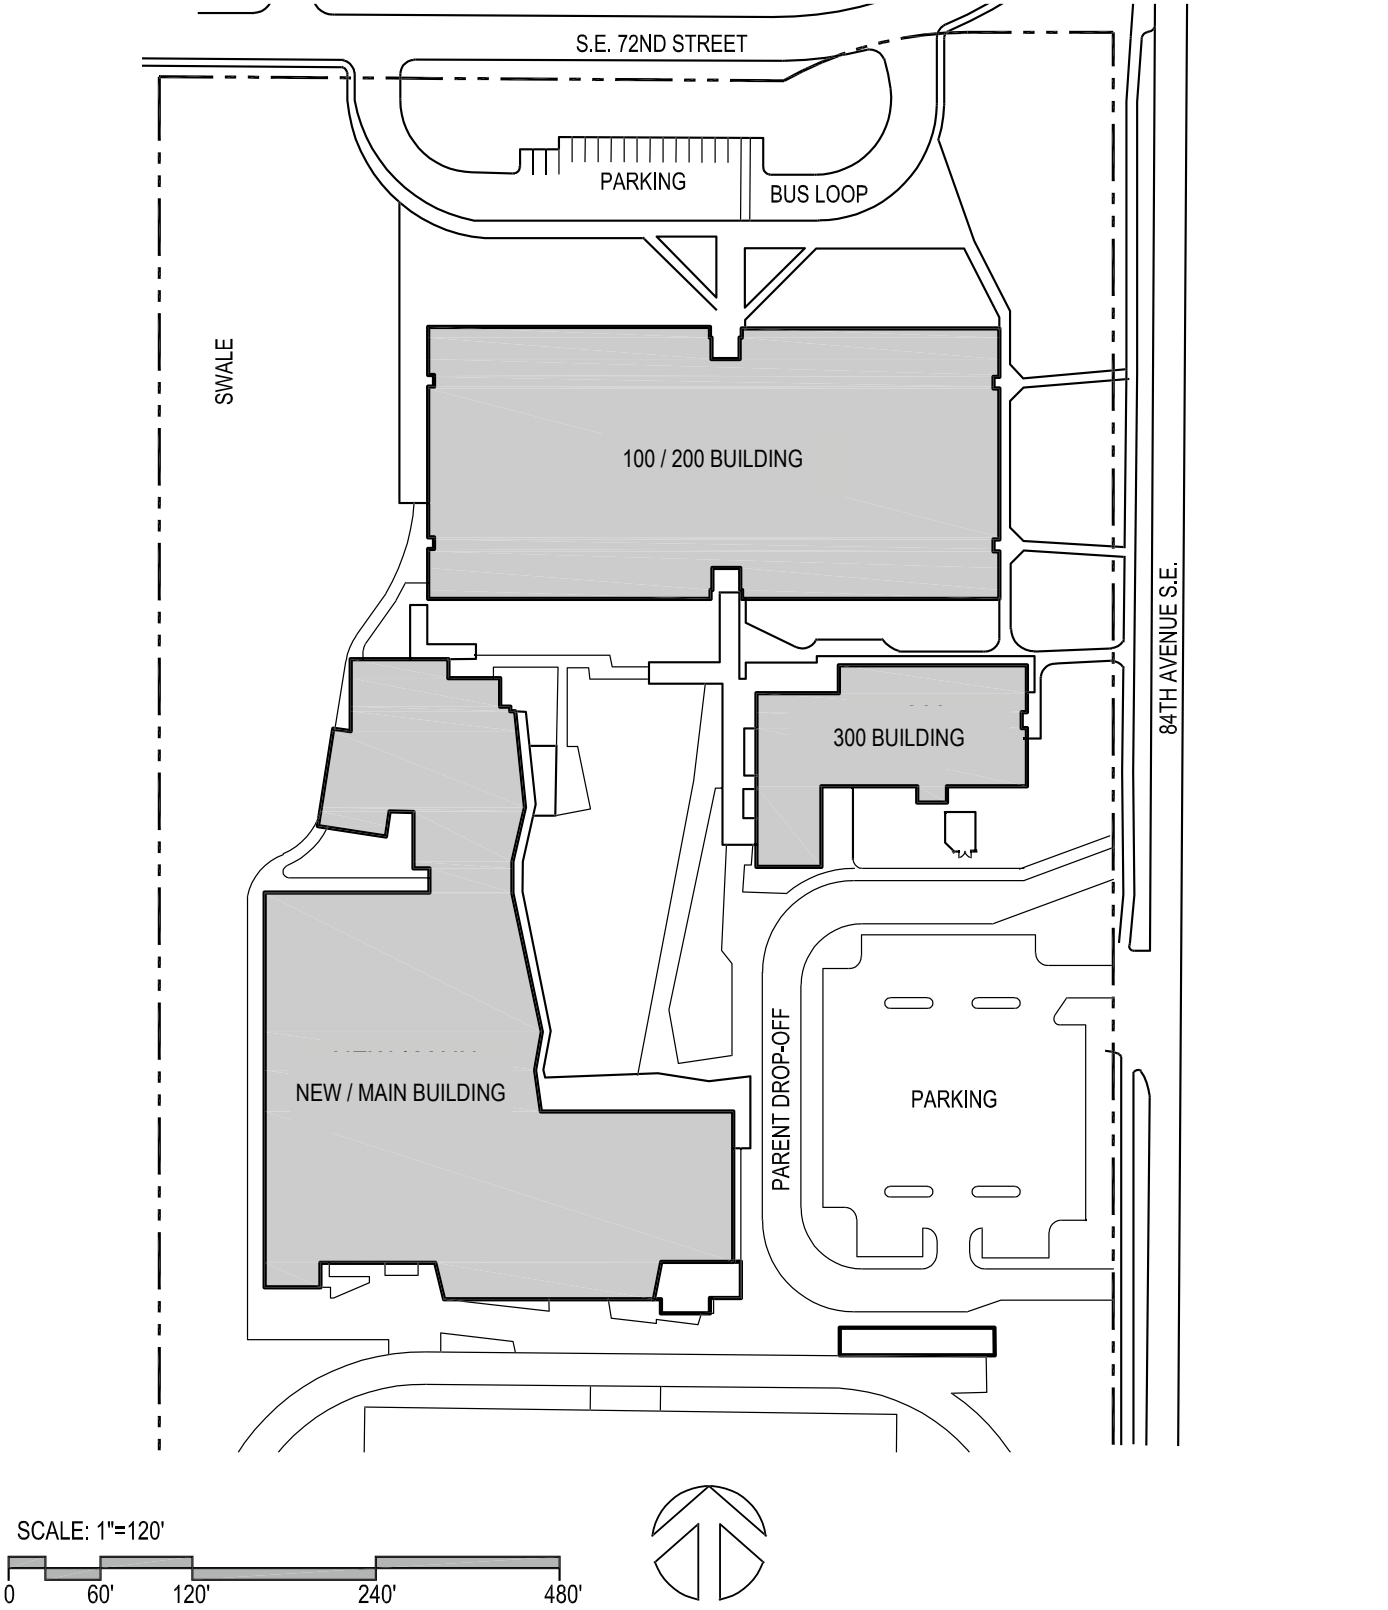 S.E. 72ND STREET
PARKING
BUS LOOP
SWALE
100 / 200 BUILDING
84TH AVENUE S.E.
300 BUILDING
PARENT DROP-OFF
NEW / MAIN BUILDING
PARKING
SCALE: 1"=120'
0 60' 120' 240' 480'